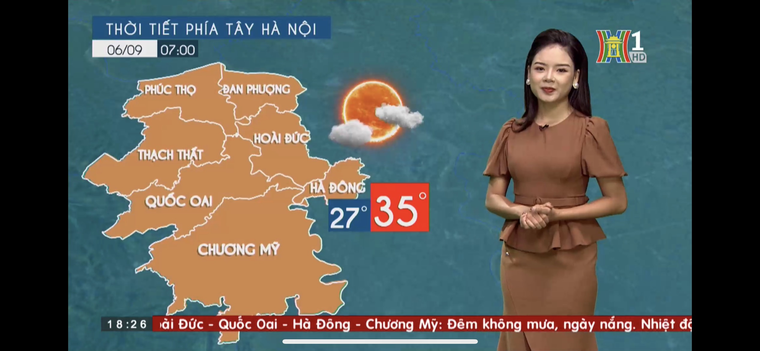 THỜI TIẾT PHÍA TÂY HÀ NỘI
06/09 07:00
1
HD
PHÚC THỌ
ĐAN PHƯỢNG
HOÀI ĐỨC
THẠCH THẤT
HÀ ĐÔNG
QUỐC OAI
27° 35°
CHƯƠNG MỸ
18:26 oài Đức - Quốc Oai - Hà Đông - Chương Mỹ: Đêm không mưa, ngày nắng. Nhiệt độ